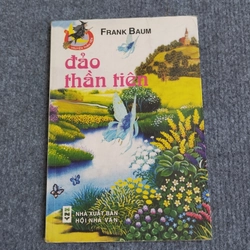 FRANK BAUM
đảo
thần tiên
NHÀ XUẤT BẢN
HỘI NHÀ VĂN